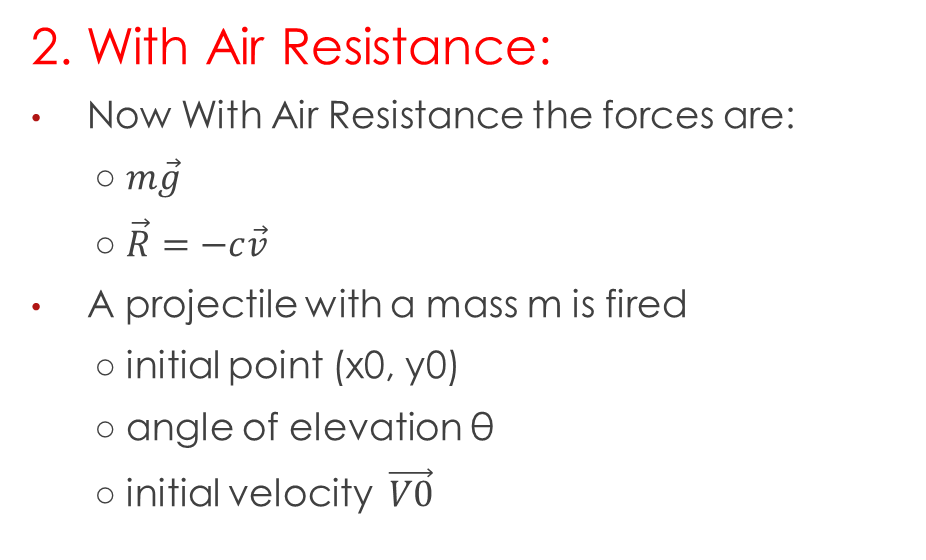 2. With Air Resistance:
• Now With Air Resistance the forces are:
○ $m\vec{g}$
○ $\vec{R} = -c\vec{v}$
• A projectile with a mass m is fired
○ initial point (x0, y0)
○ angle of elevation θ
○ initial velocity $\overrightarrow{V0}$